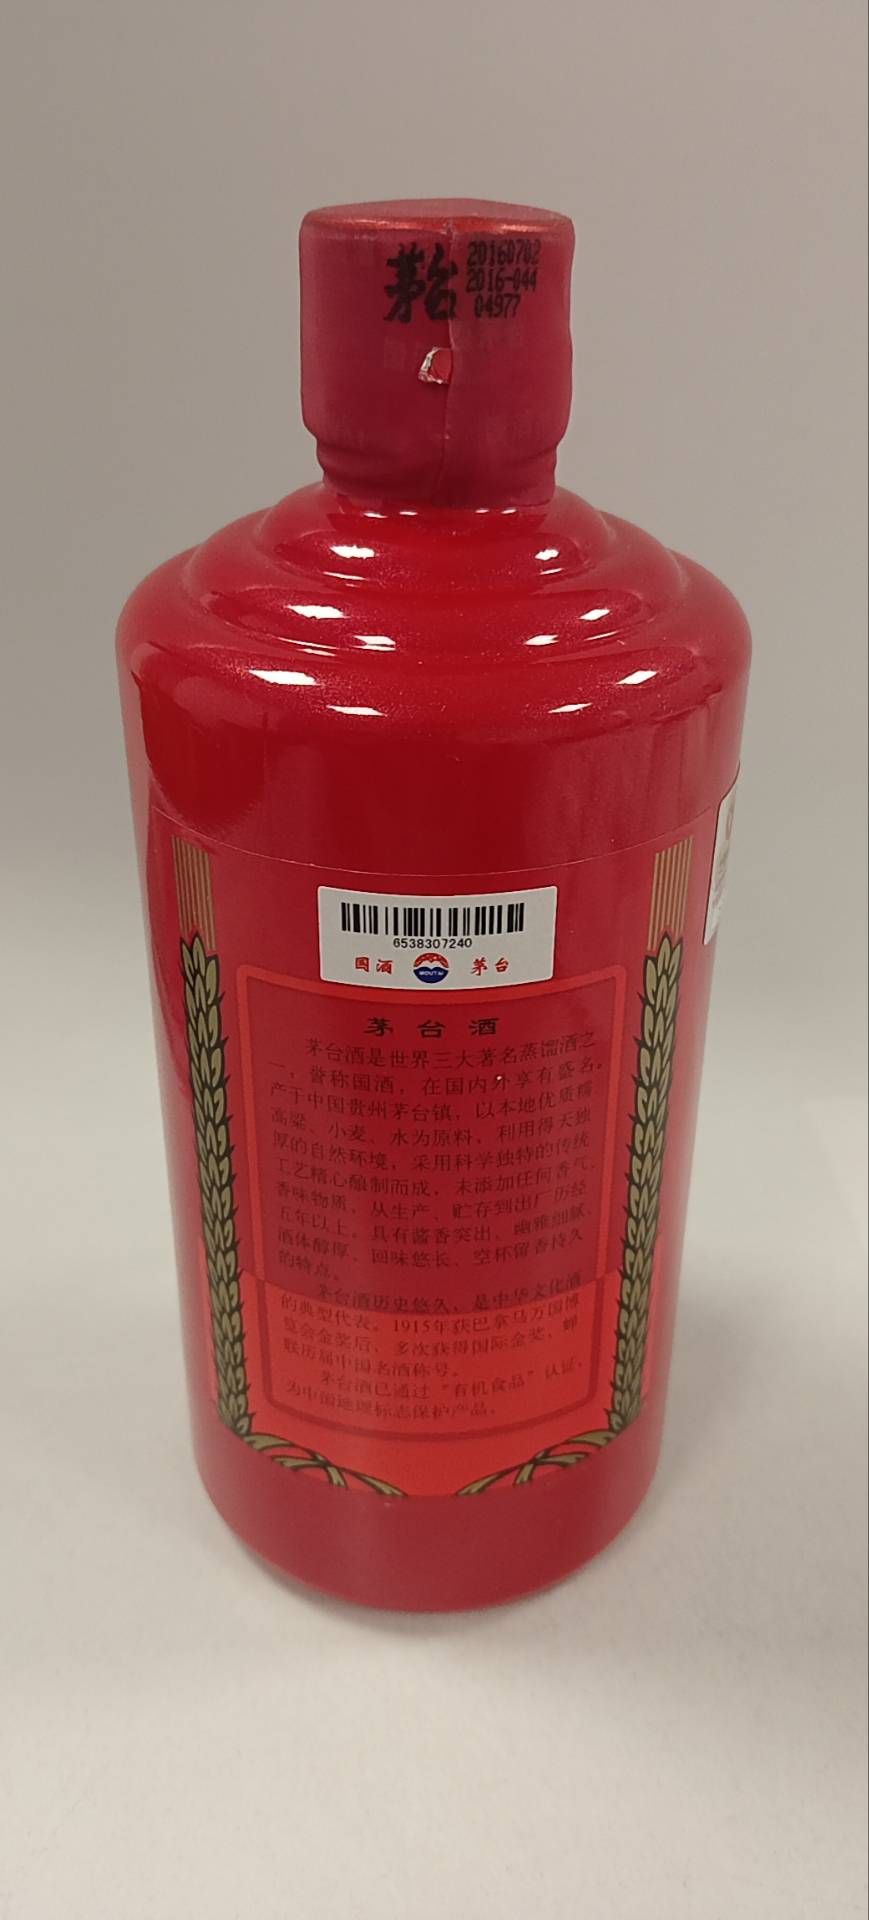 茅台 20160702
2016-044
04977
6538307240
国酒 MOUTAI 茅台
茅台酒
茅台酒是世界三大著名蒸馏酒之
一，誉称国酒，在国内外享有盛名。
产于中国贵州茅台镇，以本地优质糯
高粱、小麦、水为原料，利用得天独
厚的自然环境，采用科学独特的传统
工艺精心酿制而成，未添加任何香气、
香味物质，从生产、贮存到出厂历经
五年以上。具有酱香突出、幽雅细腻、
酒体醇厚、回味悠长、空杯留香持久
的特点。
茅台酒历史悠久，是中华文化酒
的典型代表。1915年获巴拿马万国博
览会金奖后，多次获得国际金奖，蝉
联历届中国名酒称号。
茅台酒已通过“有机食品”认证，
为中国地理标志保护产品。